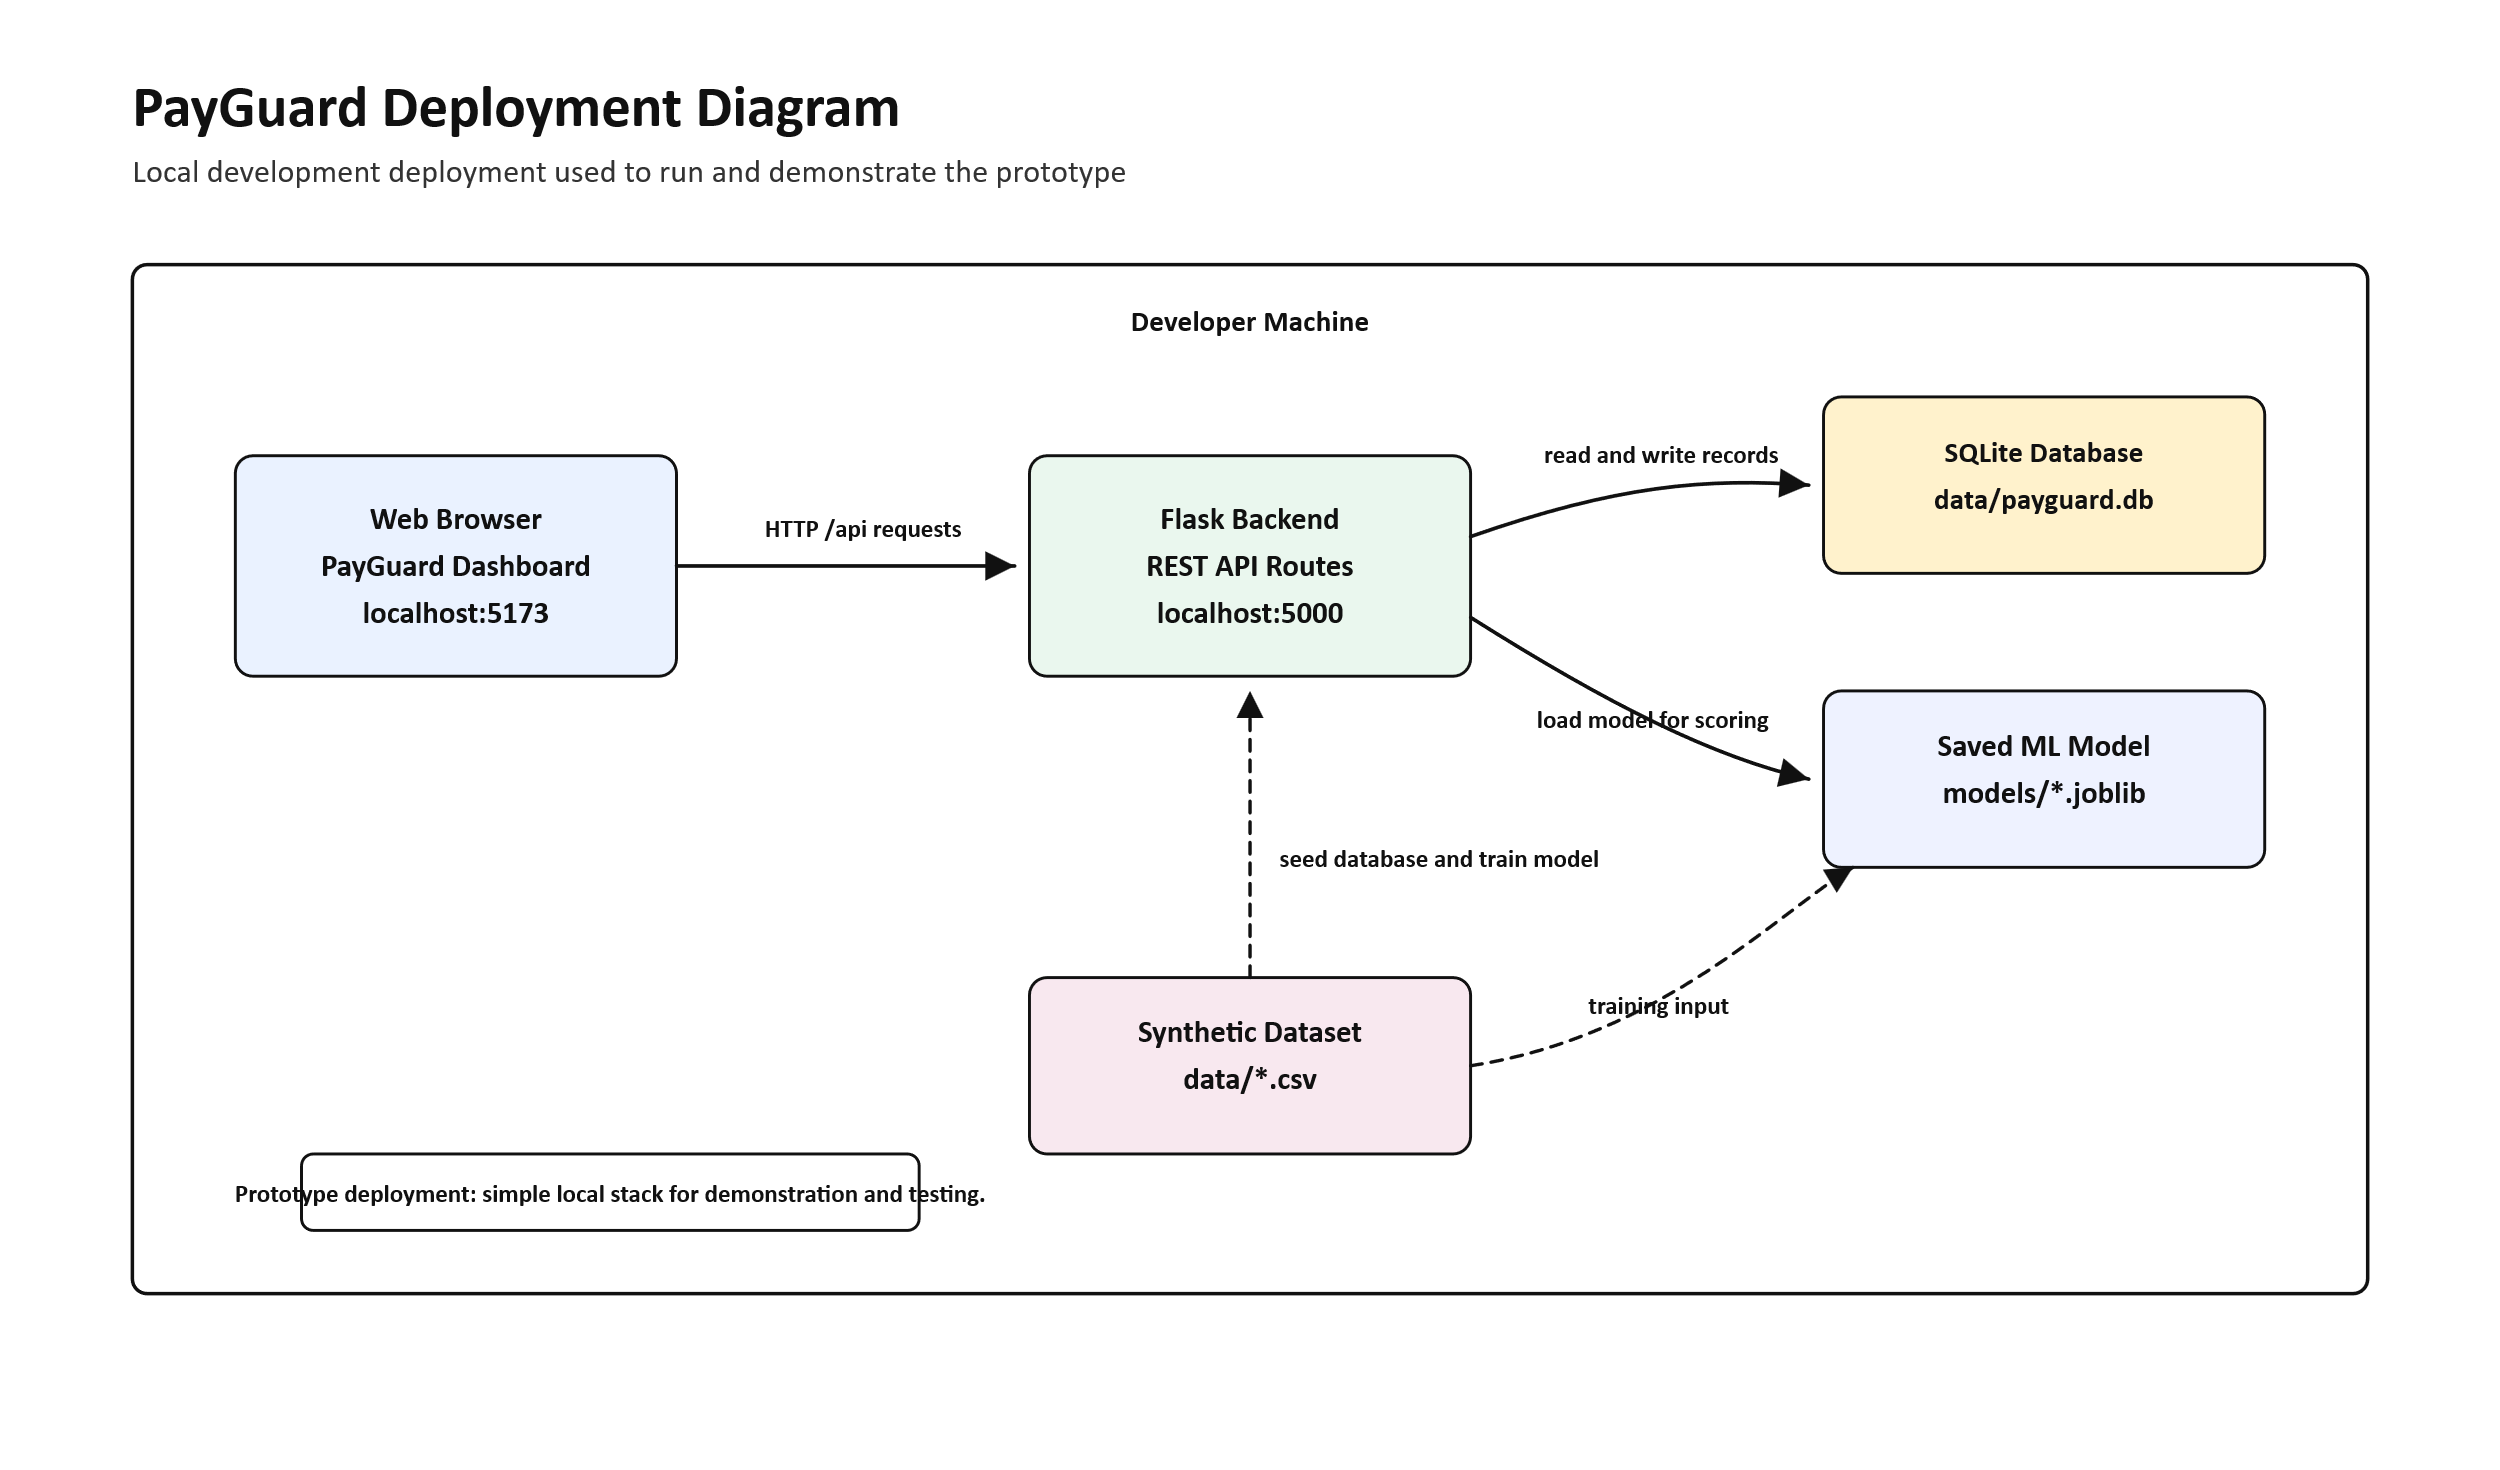 PayGuard Deployment Diagram
Local development deployment used to run and demonstrate the prototype
Developer Machine
Web Browser
PayGuard Dashboard
localhost:5173
HTTP /api requests
Flask Backend
REST API Routes
localhost:5000
read and write records
SQLite Database
data/payguard.db
load model for scoring
Saved ML Model
models/*.joblib
seed database and train model
Synthetic Dataset
data/*.csv
training input
Prototype deployment: simple local stack for demonstration and testing.